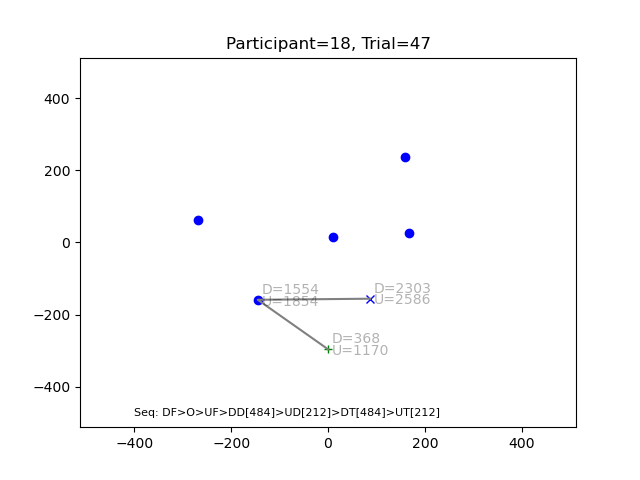 Participant=18, Trial=47
400
200
0
−200
−400
D=1554
U=1854
D=2303
U=2586
D=368
U=1170
Seq: DF>O>UF>DD[484]>UD[212]>DT[484]>UT[212]
−400 −200 0 200 400